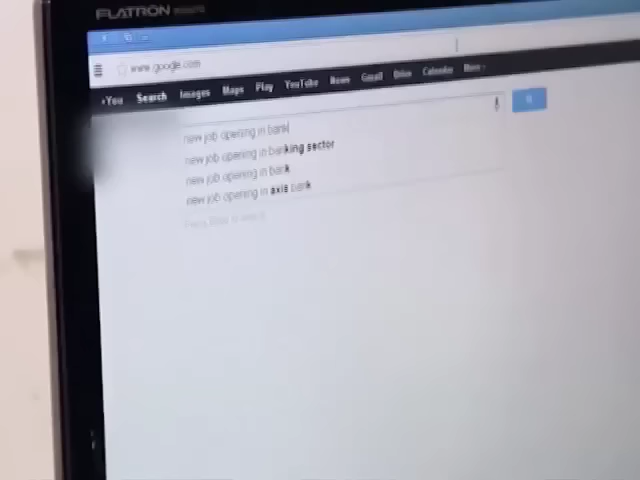 FLATRON
www.google.com
+You Search Images Maps Play YouTube News Gmail Drive Calendar More
new job opening in bank
new job opening in banking sector
new job opening in bank
new job opening in axis bank